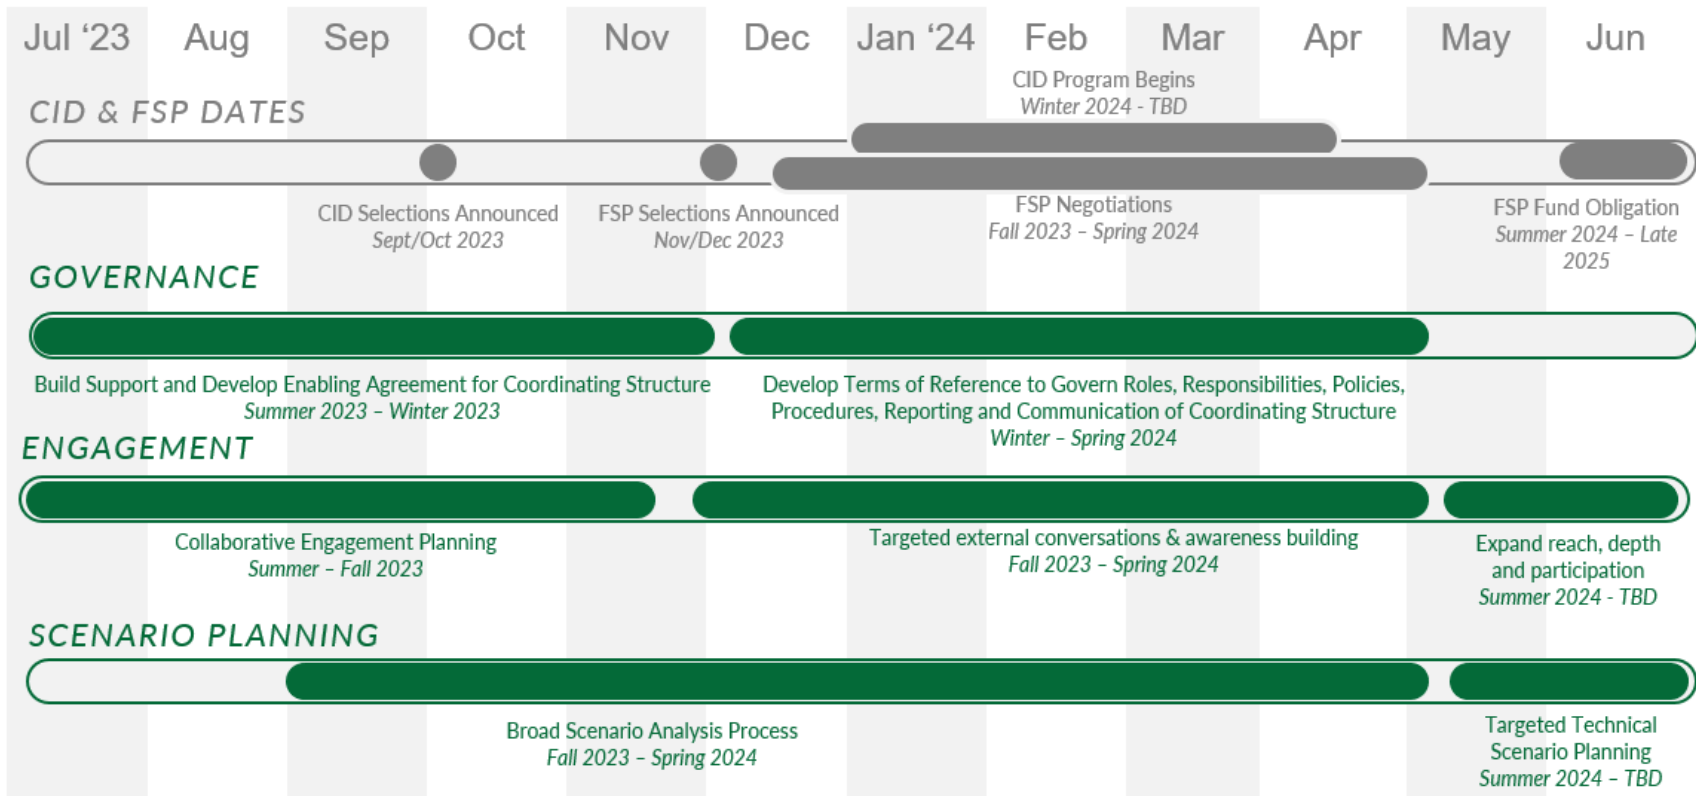 Jul ‘23 Aug Sep Oct Nov Dec Jan ‘24 Feb Mar Apr May Jun
CID & FSP DATES
CID Program Begins
Winter 2024 - TBD
CID Selections Announced
Sept/Oct 2023
FSP Selections Announced
Nov/Dec 2023
FSP Negotiations
Fall 2023 – Spring 2024
FSP Fund Obligation
Summer 2024 – Late
2025
GOVERNANCE
Build Support and Develop Enabling Agreement for Coordinating Structure
Summer 2023 – Winter 2023
Develop Terms of Reference to Govern Roles, Responsibilities, Policies,
Procedures, Reporting and Communication of Coordinating Structure
Winter – Spring 2024
ENGAGEMENT
Collaborative Engagement Planning
Summer – Fall 2023
Targeted external conversations & awareness building
Fall 2023 – Spring 2024
Expand reach, depth
and participation
Summer 2024 - TBD
SCENARIO PLANNING
Broad Scenario Analysis Process
Fall 2023 – Spring 2024
Targeted Technical
Scenario Planning
Summer 2024 – TBD